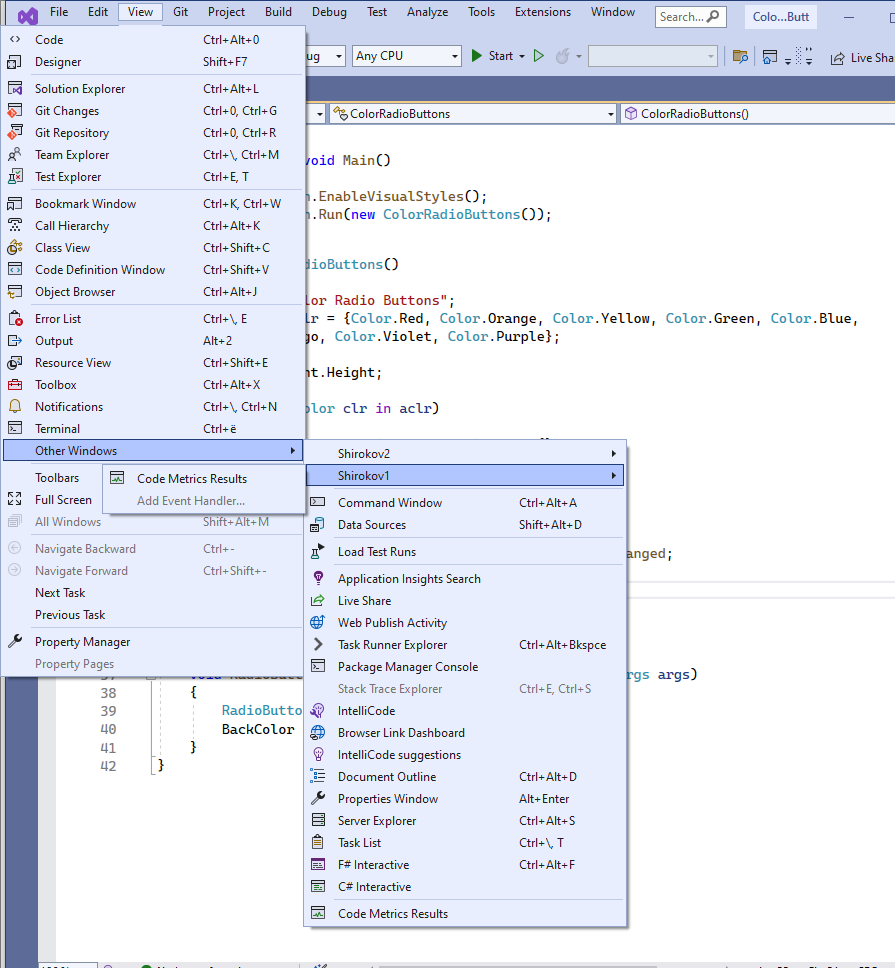 File Edit View Git Project Build Debug Test Analyze Tools Extensions Window Search... Colo...Butt
Any CPU Start Live Sha
ColorRadioButtons ColorRadioButtons()
Code Ctrl+Alt+0
Designer Shift+F7
Solution Explorer Ctrl+Alt+L
Git Changes Ctrl+0, Ctrl+G
Git Repository Ctrl+0, Ctrl+R
Team Explorer Ctrl+\, Ctrl+M
Test Explorer Ctrl+E, T
Bookmark Window Ctrl+K, Ctrl+W
Call Hierarchy Ctrl+Alt+K
Class View Ctrl+Shift+C
Code Definition Window Ctrl+Shift+V
Object Browser Ctrl+Alt+J
Error List Ctrl+\, E
Output Alt+2
Resource View Ctrl+Shift+E
Toolbox Ctrl+Alt+X
Notifications Ctrl+\, Ctrl+N
Terminal Ctrl+ё
Other Windows
Toolbars
Full Screen
All Windows Shift+Alt+M
Navigate Backward Ctrl+-
Navigate Forward Ctrl+Shift+-
Next Task
Previous Task
Property Manager
Property Pages
Code Metrics Results
Add Event Handler...
Shirokov2
Shirokov1
Command Window Ctrl+Alt+A
Data Sources Shift+Alt+D
Load Test Runs
Application Insights Search
Live Share
Web Publish Activity
Task Runner Explorer Ctrl+Alt+Bkspce
Package Manager Console
Stack Trace Explorer Ctrl+E, Ctrl+S
IntelliCode
Browser Link Dashboard
IntelliCode suggestions
Document Outline Ctrl+Alt+D
Properties Window Alt+Enter
Server Explorer Ctrl+Alt+S
Task List Ctrl+\, T
F# Interactive Ctrl+Alt+F
C# Interactive
Code Metrics Results
void Main()
n.EnableVisualStyles();
n.Run(new ColorRadioButtons());
dioButtons()
lor Radio Buttons";
lr = {Color.Red, Color.Orange, Color.Yellow, Color.Green, Color.Blue,
go, Color.Violet, Color.Purple};
nt.Height;
olor clr in aclr)
anged;
rgs args)
38 {
39 RadioButto
40 BackColor
41 }
42 }